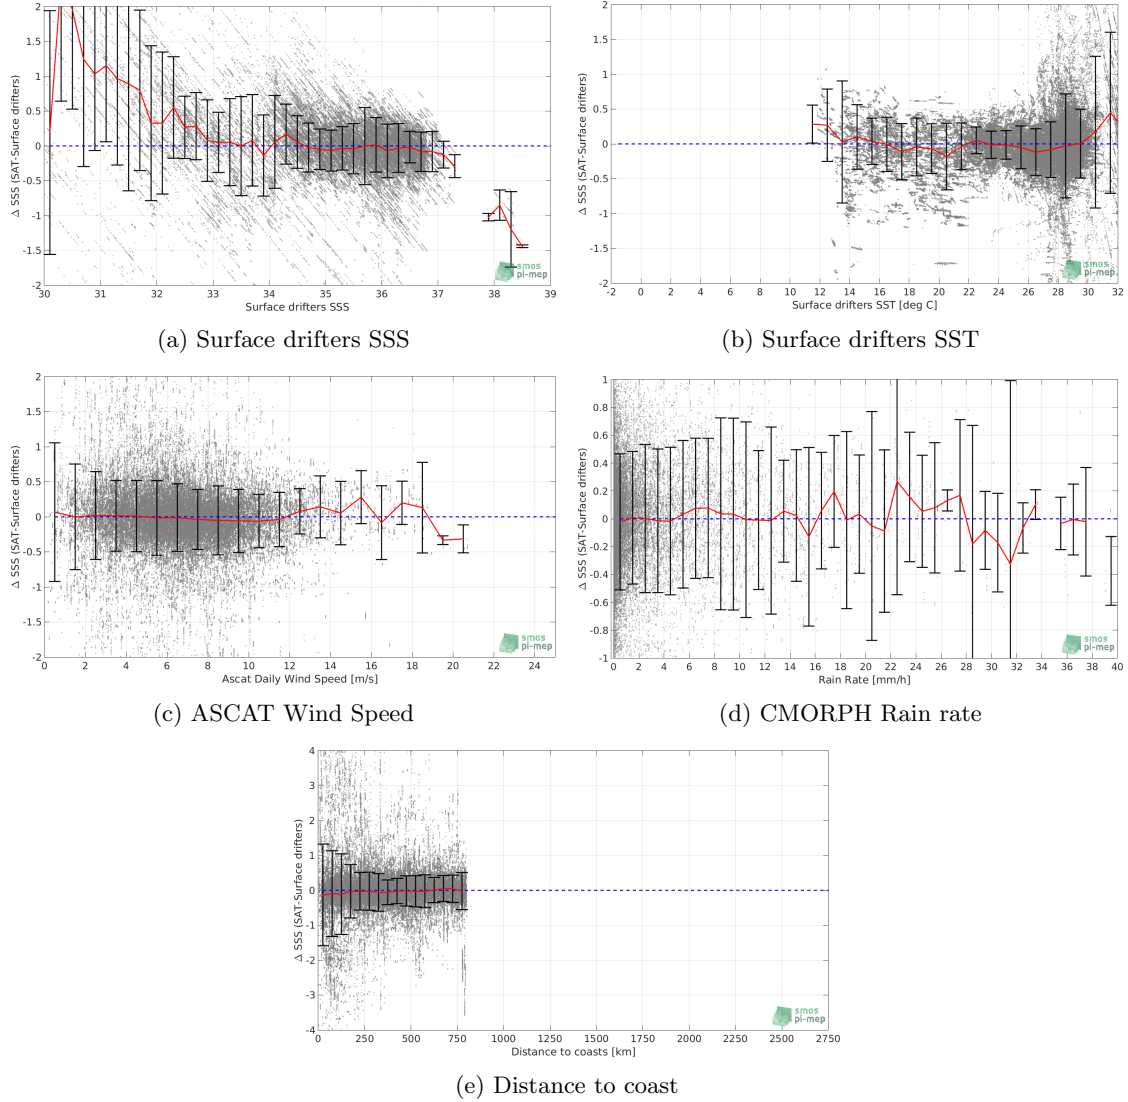 Δ SSS (SAT-Surface drifters)
2
1.5
1
0.5
0
-0.5
-1
-1.5
-2
30 31 32 33 34 35 36 37 38 39
Surface drifters SSS
smos
pi-mep
(a) Surface drifters SSS
Δ SSS (SAT-Surface drifters)
2
1.5
1
0.5
0
-0.5
-1
-1.5
-2
-2 0 2 4 6 8 10 12 14 16 18 20 22 24 26 28 30 32
Surface drifters SST [deg C]
smos
pi-mep
(b) Surface drifters SST
Δ SSS (SAT-Surface drifters)
2
1.5
1
0.5
0
-0.5
-1
-1.5
-2
0 2 4 6 8 10 12 14 16 18 20 22 24
Ascat Daily Wind Speed [m/s]
smos
pi-mep
(c) ASCAT Wind Speed
Δ SSS (SAT-Surface drifters)
1
0.8
0.6
0.4
0.2
0
-0.2
-0.4
-0.6
-0.8
-1
0 2 4 6 8 10 12 14 16 18 20 22 24 26 28 30 32 34 36 38 40
Rain Rate [mm/h]
smos
pi-mep
(d) CMORPH Rain rate
Δ SSS (SAT-Surface drifters)
4
3
2
1
0
-1
-2
-3
-4
0 250 500 750 1000 1250 1500 1750 2000 2250 2500 2750
Distance to coasts [km]
smos
pi-mep
(e) Distance to coast